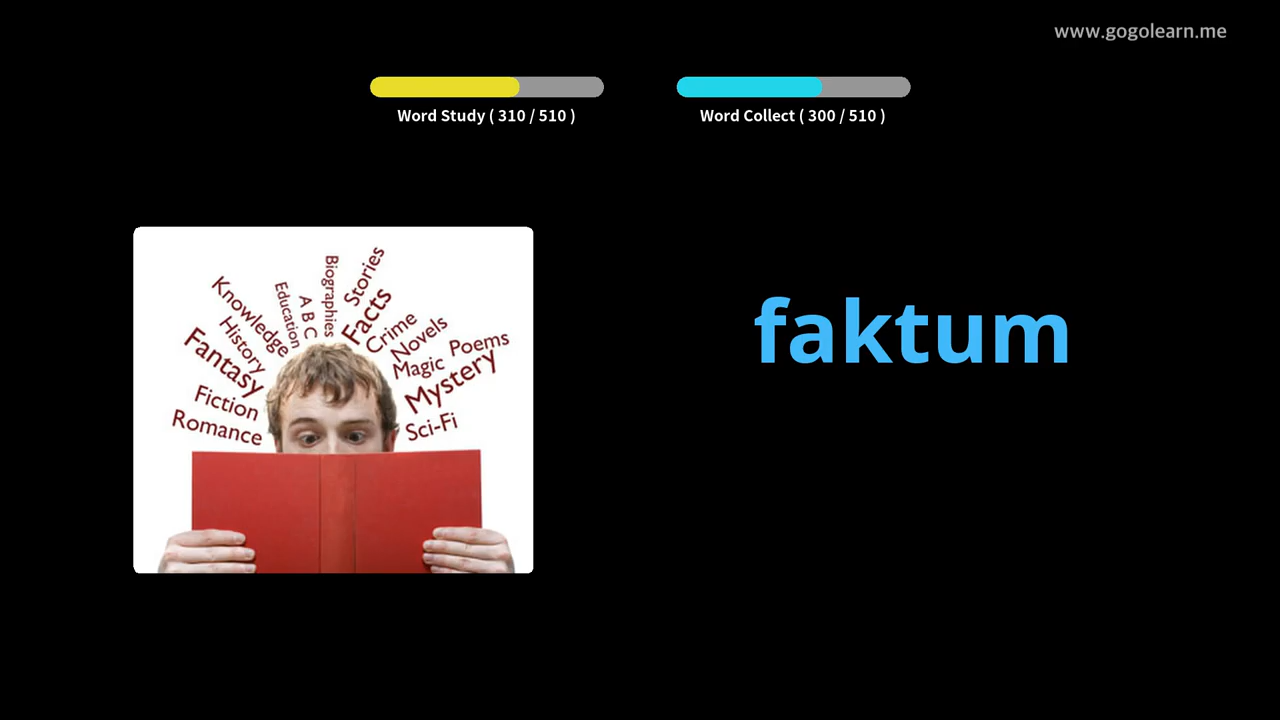 www.gogolearn.me
Word Study ( 310 / 510 )
Word Collect ( 300 / 510 )
faktum
Romance
Fiction
Fantasy
History
Knowledge
Education
A B C
Biographies
Stories
Facts
Crime
Novels
Magic
Poems
Mystery
Sci-Fi